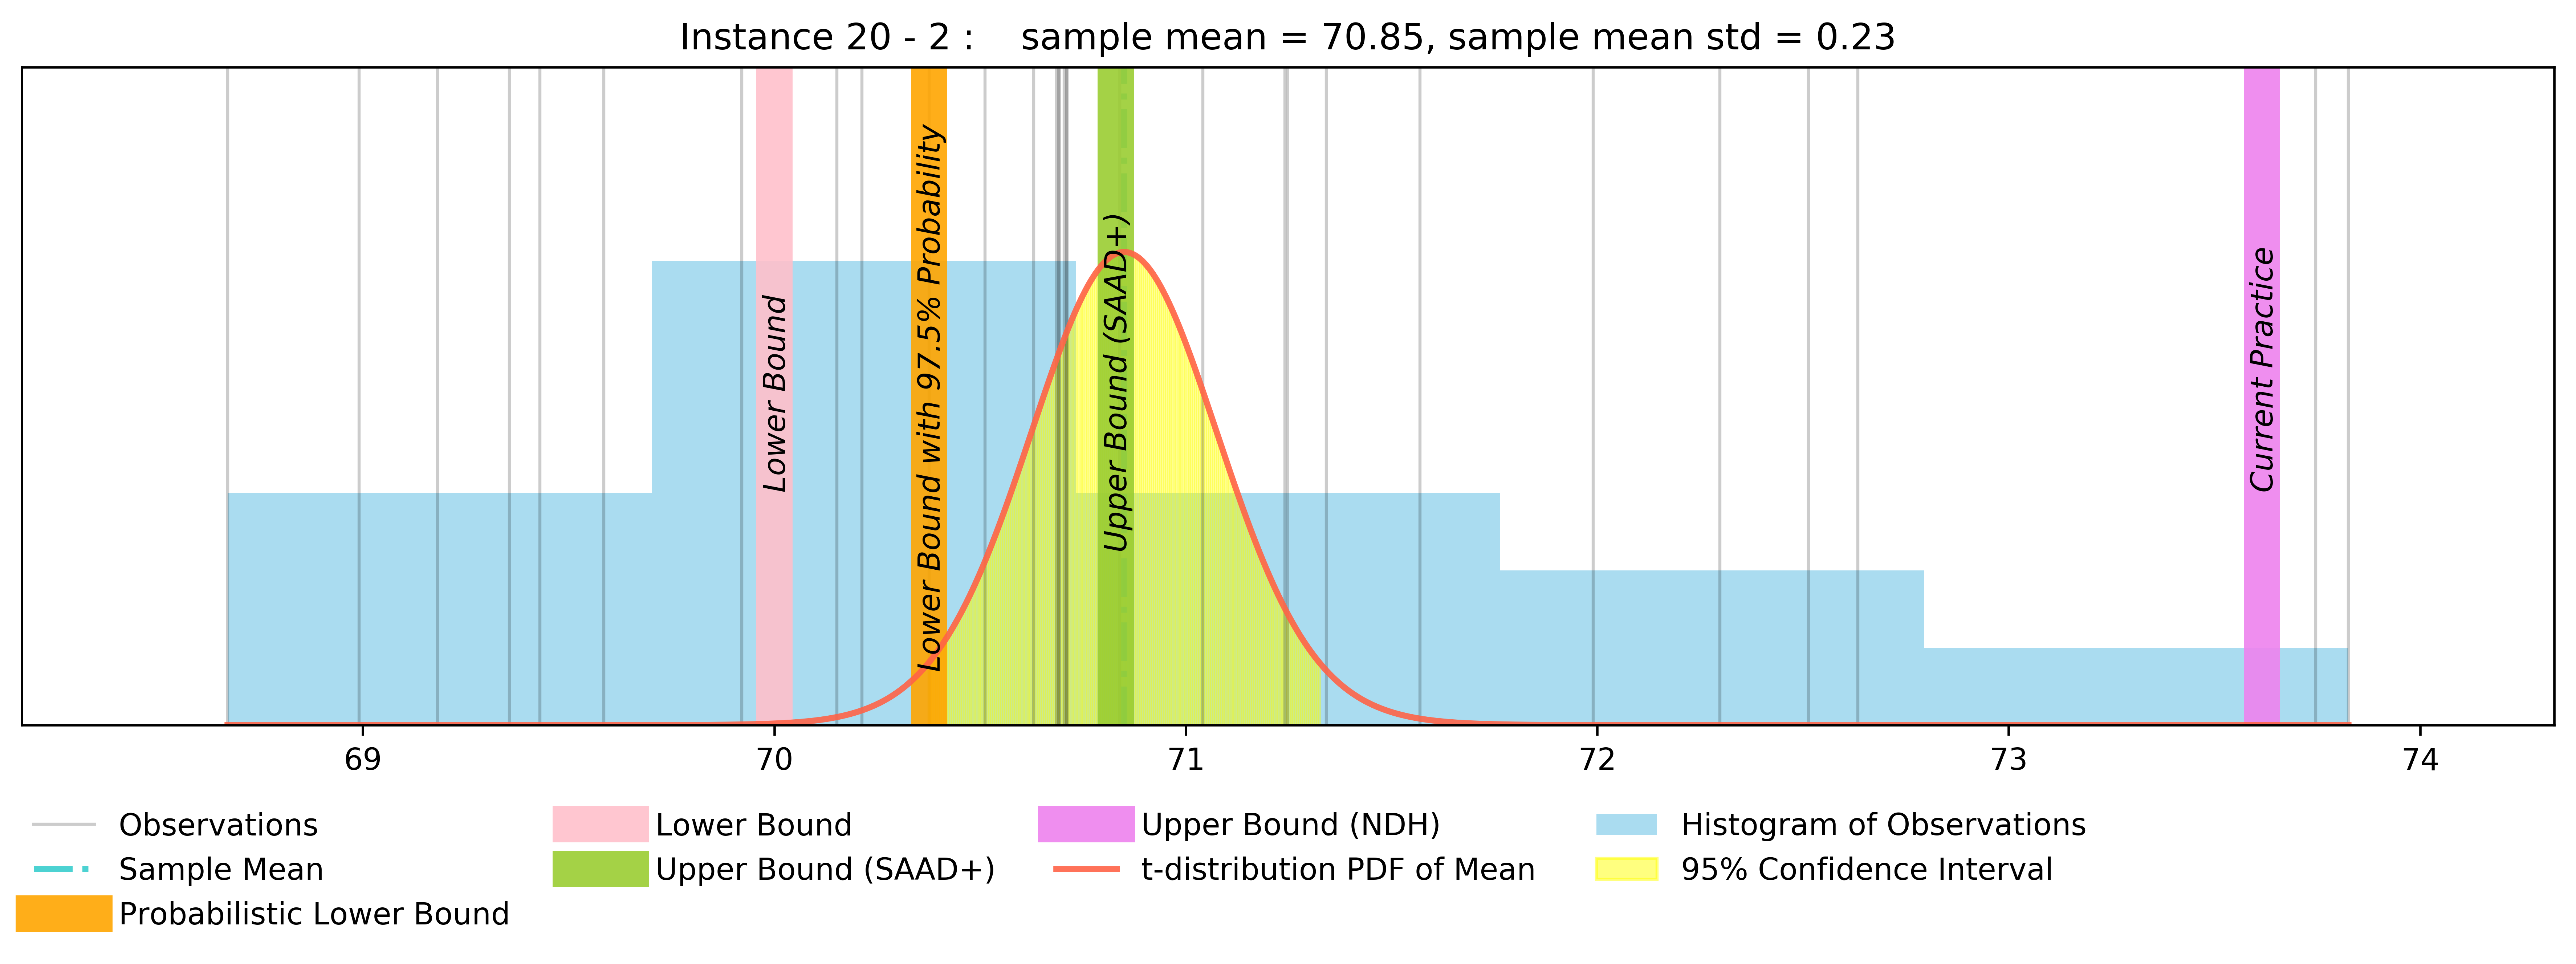 Instance 20 - 2 :    sample mean = 70.85, sample mean std = 0.23
Lower Bound
Lower Bound with 97.5% Probability
Upper Bound (SAAD+)
Current Practice
69
70
71
72
73
74
Observations
Sample Mean
Probabilistic Lower Bound
Lower Bound
Upper Bound (SAAD+)
Upper Bound (NDH)
t-distribution PDF of Mean
Histogram of Observations
95% Confidence Interval